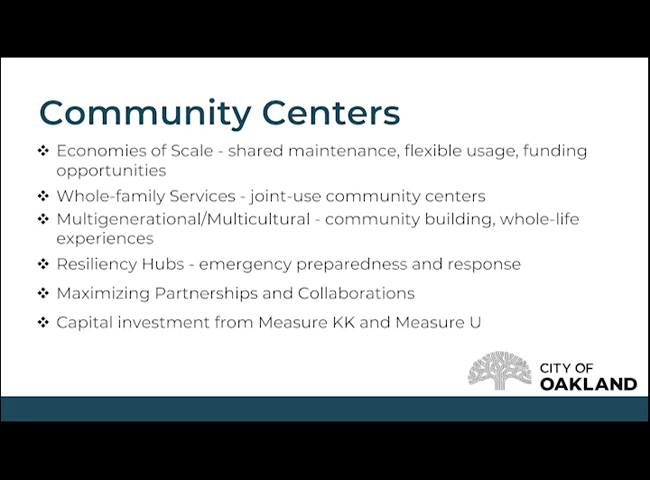 Community Centers
❖ Economies of Scale - shared maintenance, flexible usage, funding
opportunities
❖ Whole-family Services - joint-use community centers
❖ Multigenerational/Multicultural - community building, whole-life
experiences
❖ Resiliency Hubs - emergency preparedness and response
❖ Maximizing Partnerships and Collaborations
❖ Capital investment from Measure KK and Measure U
CITY OF
OAKLAND